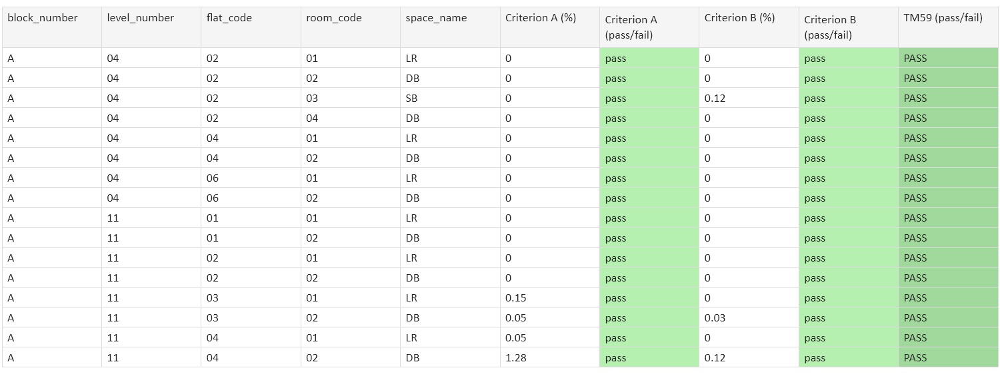 block_number level_number flat_code room_code space_name Criterion A (%) Criterion A (pass/fail) Criterion B (%) Criterion B (pass/fail) TM59 (pass/fail)
A 04 02 01 LR 0 pass 0 pass PASS
A 04 02 02 DB 0 pass 0 pass PASS
A 04 02 03 SB 0 pass 0.12 pass PASS
A 04 02 04 DB 0 pass 0 pass PASS
A 04 04 01 LR 0 pass 0 pass PASS
A 04 04 02 DB 0 pass 0 pass PASS
A 04 06 01 LR 0 pass 0 pass PASS
A 04 06 02 DB 0 pass 0 pass PASS
A 11 01 01 LR 0 pass 0 pass PASS
A 11 01 02 DB 0 pass 0 pass PASS
A 11 02 01 LR 0 pass 0 pass PASS
A 11 02 02 DB 0 pass 0 pass PASS
A 11 03 01 LR 0.15 pass 0 pass PASS
A 11 03 02 DB 0.05 pass 0.03 pass PASS
A 11 04 01 LR 0.05 pass 0 pass PASS
A 11 04 02 DB 1.28 pass 0.12 pass PASS